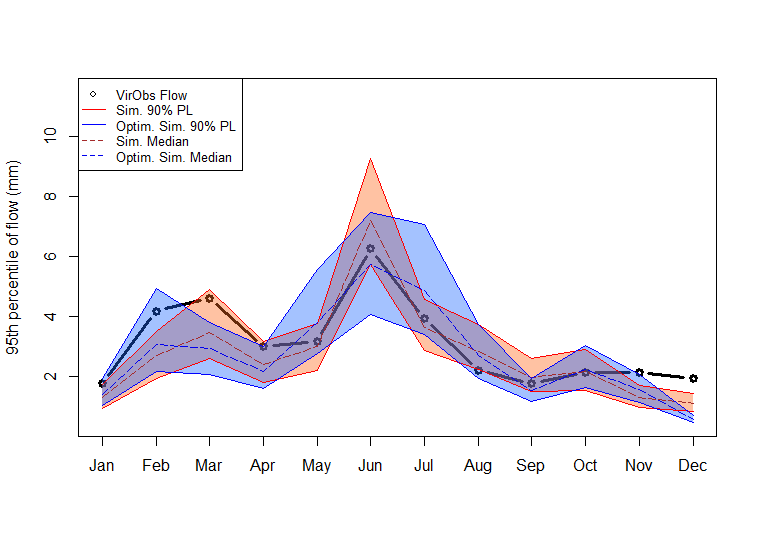 VirObs Flow
Sim. 90% PL
Optim. Sim. 90% PL
Sim. Median
Optim. Sim. Median
95th percentile of flow (mm)
10
8
6
4
2
Jan Feb Mar Apr May Jun Jul Aug Sep Oct Nov Dec